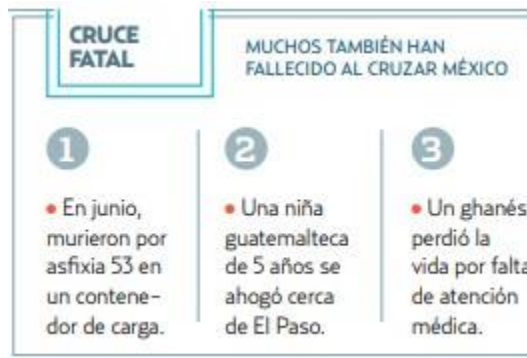 CRUCE
FATAL
MUCHOS TAMBIÉN HAN
FALLECIDO AL CRUZAR MÉXICO
1
• En junio,
murieron por
asfixia 53 en
un contene-
dor de carga.
2
• Una niña
guatemalteca
de 5 años se
ahogó cerca
de El Paso.
3
• Un ghanés
perdió la
vida por falta
de atención
médica.